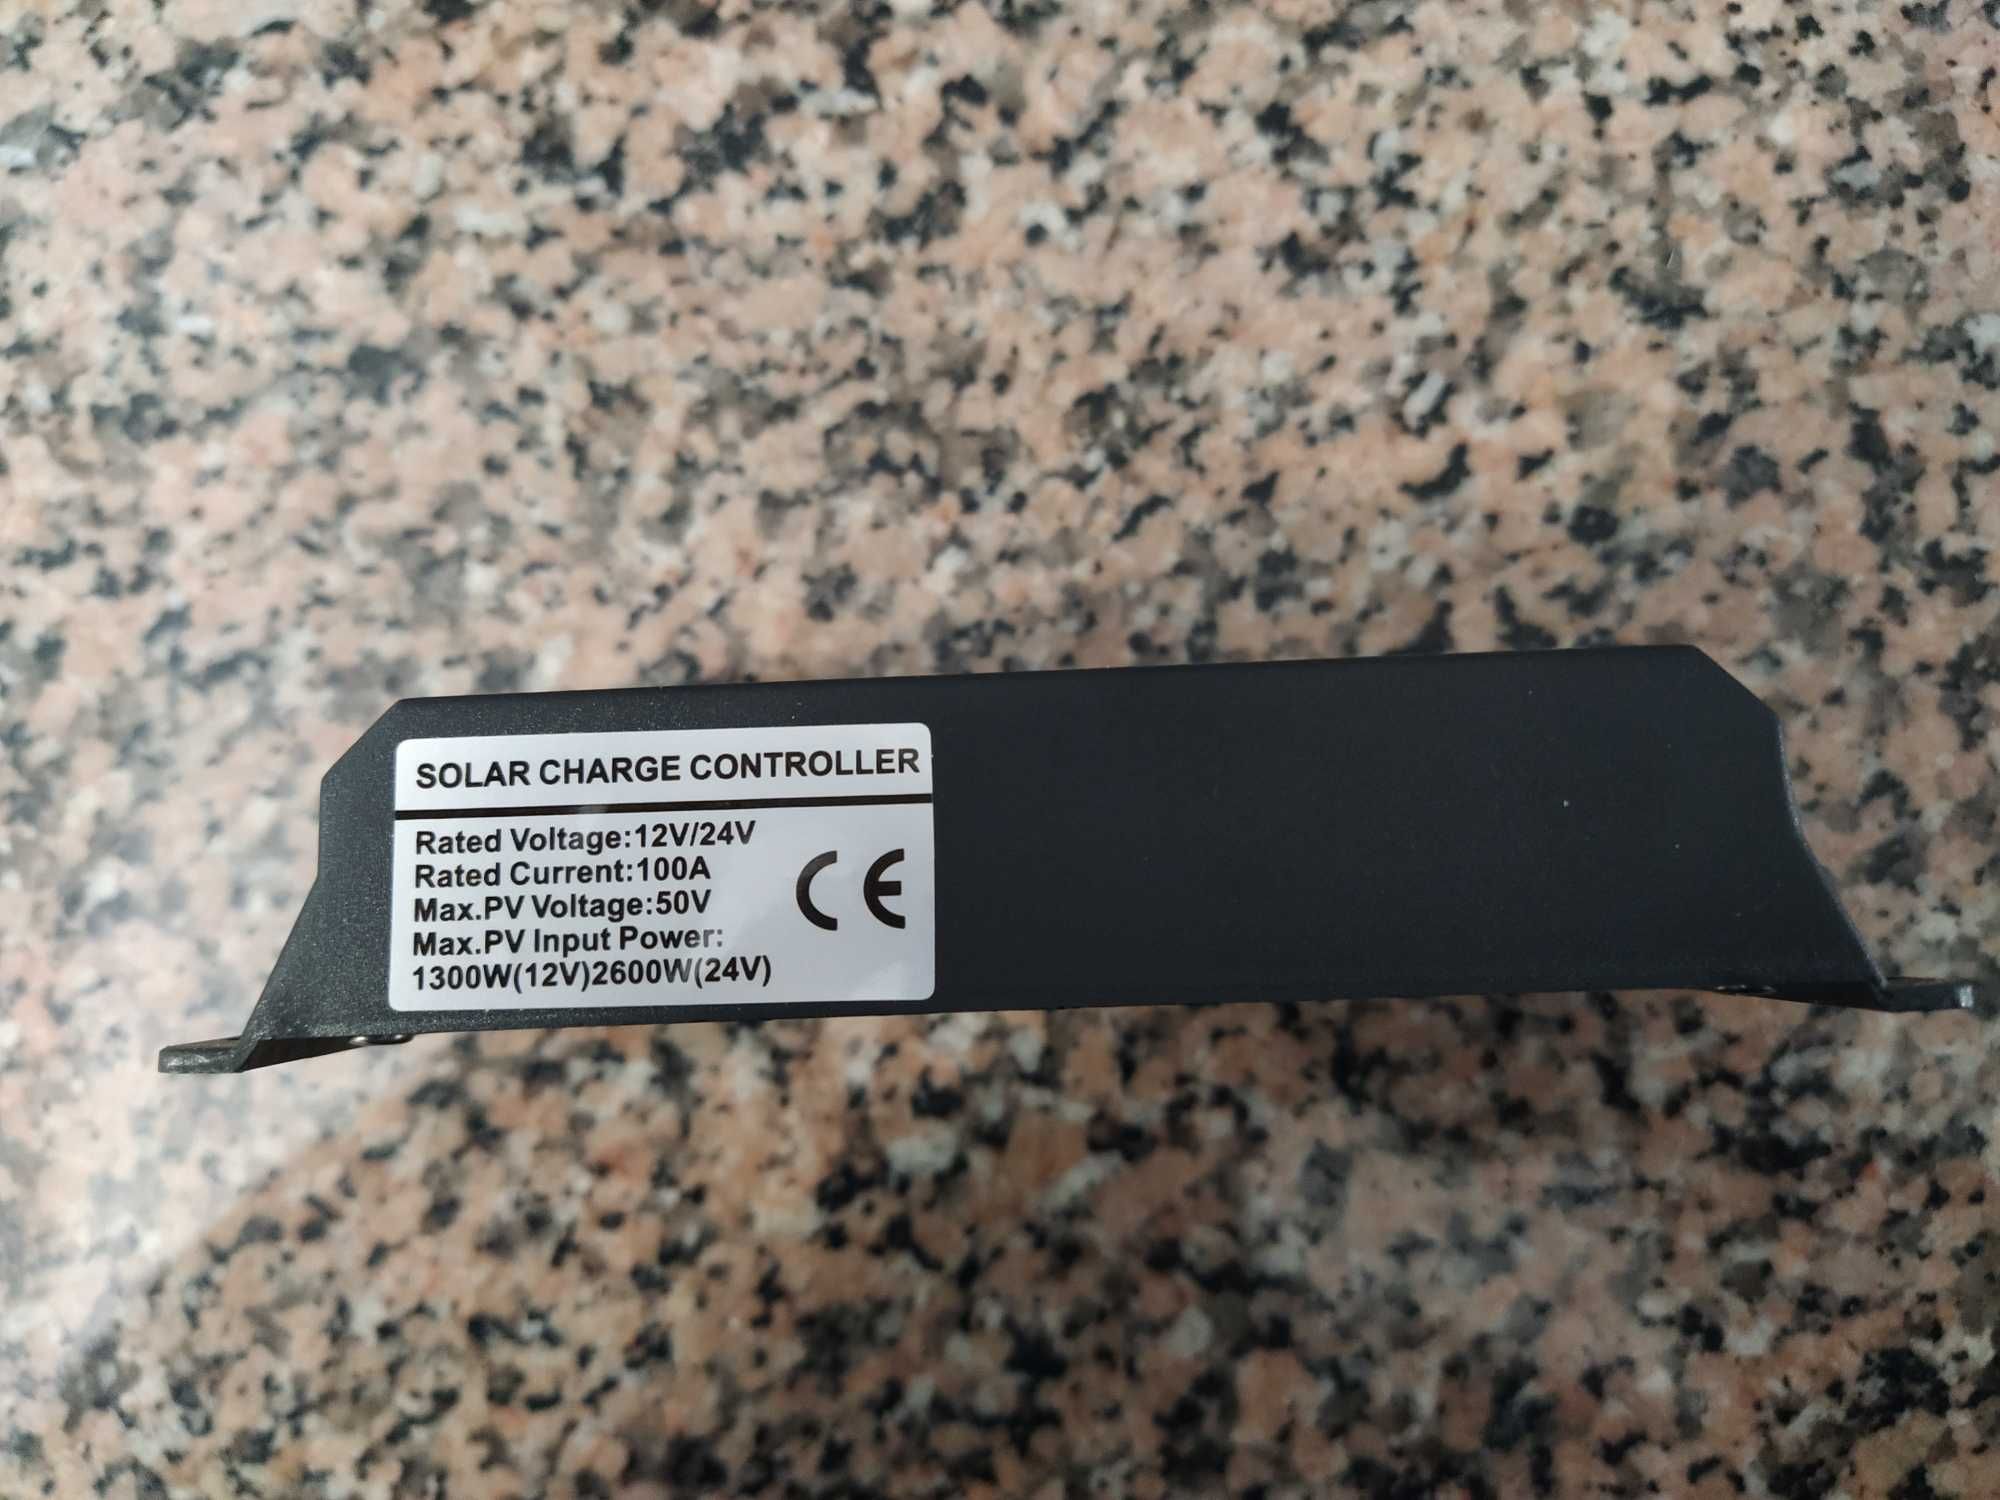 SOLAR CHARGE CONTROLLER
Rated Voltage:12V/24V
Rated Current:100A
Max.PV Voltage:50V
Max.PV Input Power:
1300W(12V)2600W(24V)
CE